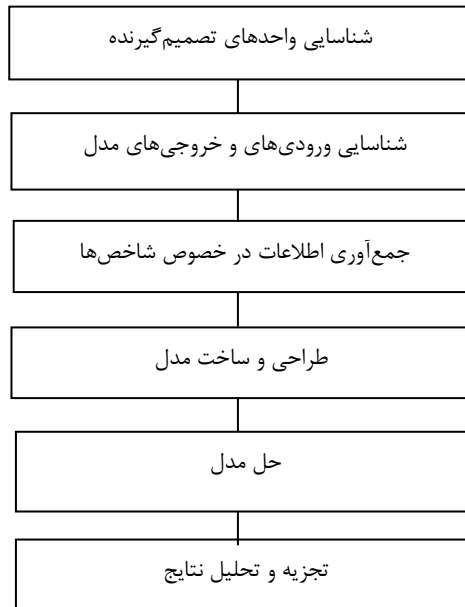 شناسایی واحدهای تصمیم‌گیرنده
شناسایی ورودی‌های و خروجی‌های مدل
جمع‌آوری اطلاعات در خصوص شاخص‌ها
طراحی و ساخت مدل
حل مدل
تجزیه و تحلیل نتایج